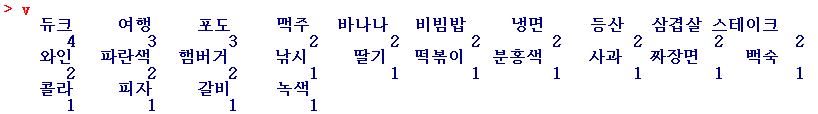 > v
듀크 여행 포도 맥주 바나나 비빔밥 냉면 등산 삼겹살 스테이크
4 3 3 2 2 2 2 2 2 2
와인 파란색 햄버거 낚시 딸기 떡볶이 분홍색 사과 짜장면 백숙
2 2 2 1 1 1 1 1 1 1
콜라 피자 갈비 녹색
1 1 1 1